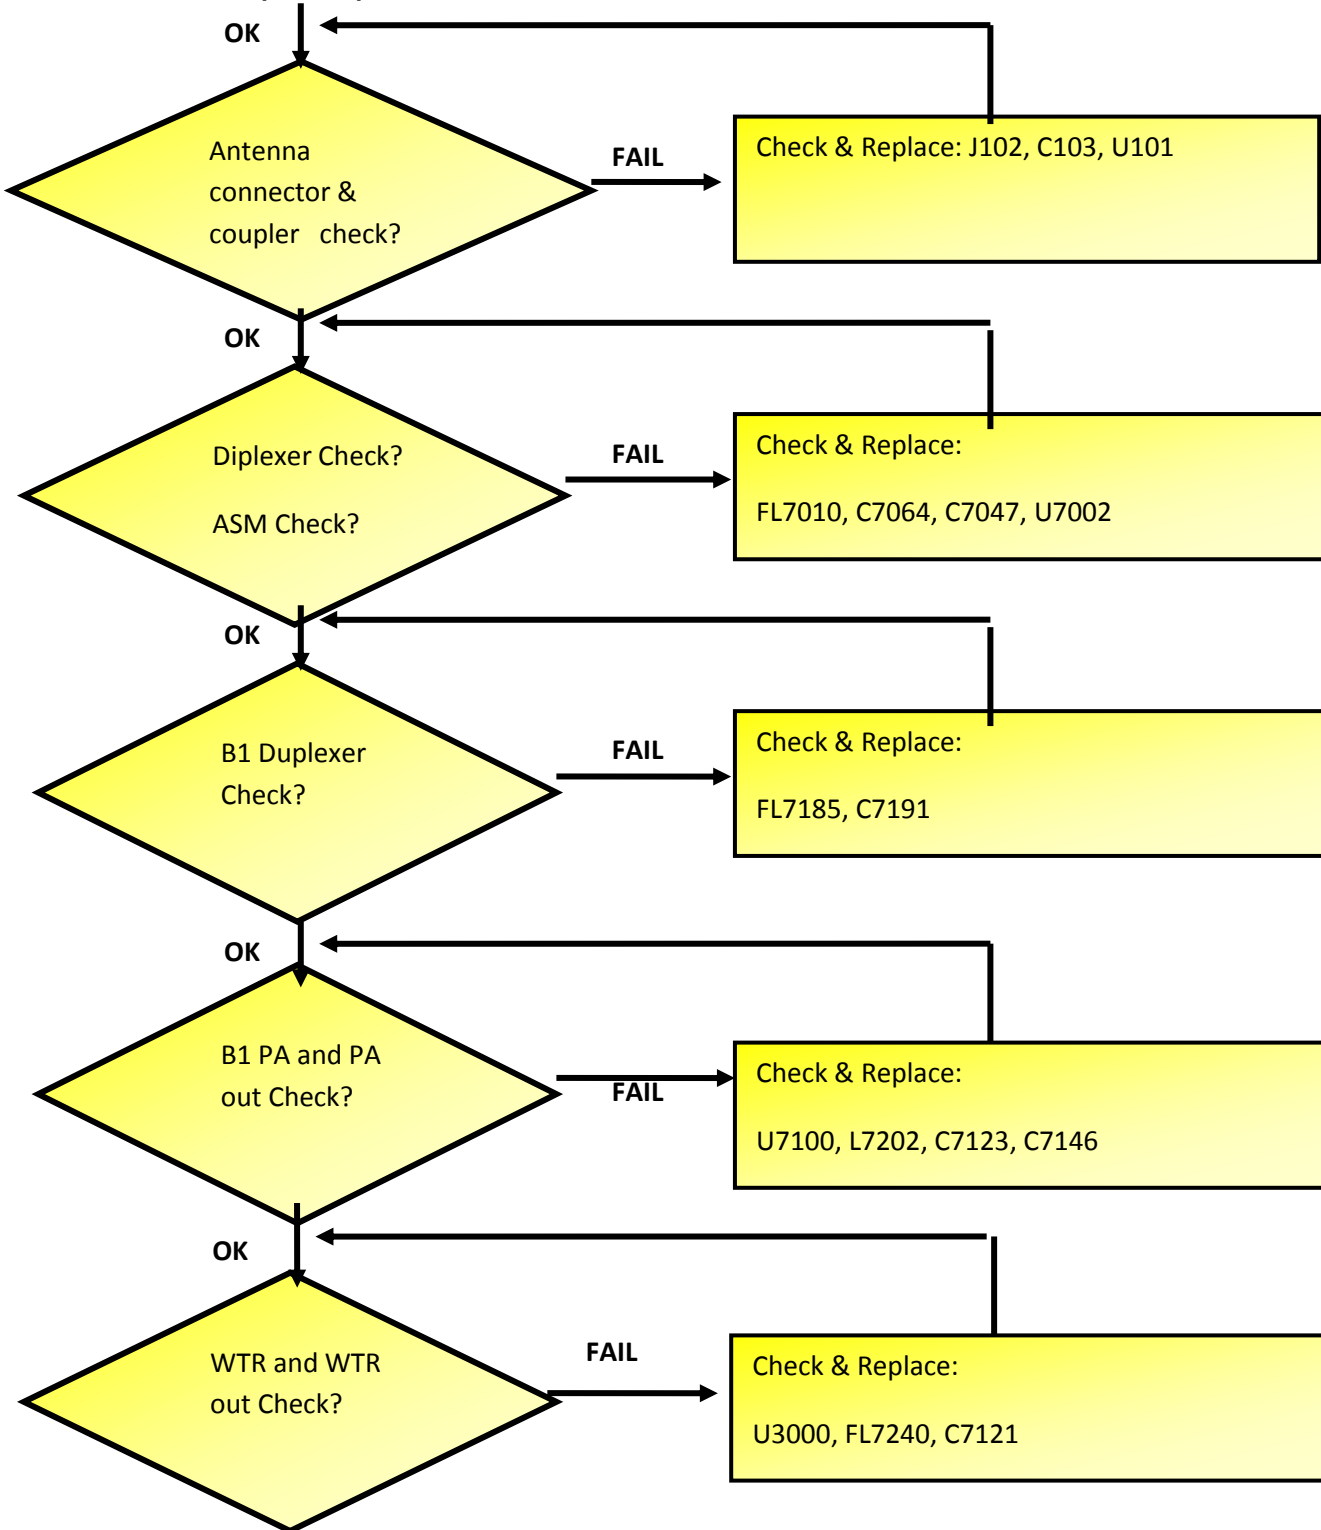 OK
Antenna
connector &
coupler check?
FAIL
Check & Replace: J102, C103, U101
OK
Diplexer Check?
ASM Check?
FAIL
Check & Replace:
FL7010, C7064, C7047, U7002
OK
B1 Duplexer
Check?
FAIL
Check & Replace:
FL7185, C7191
OK
B1 PA and PA
out Check?
FAIL
Check & Replace:
U7100, L7202, C7123, C7146
OK
WTR and WTR
out Check?
FAIL
Check & Replace:
U3000, FL7240, C7121